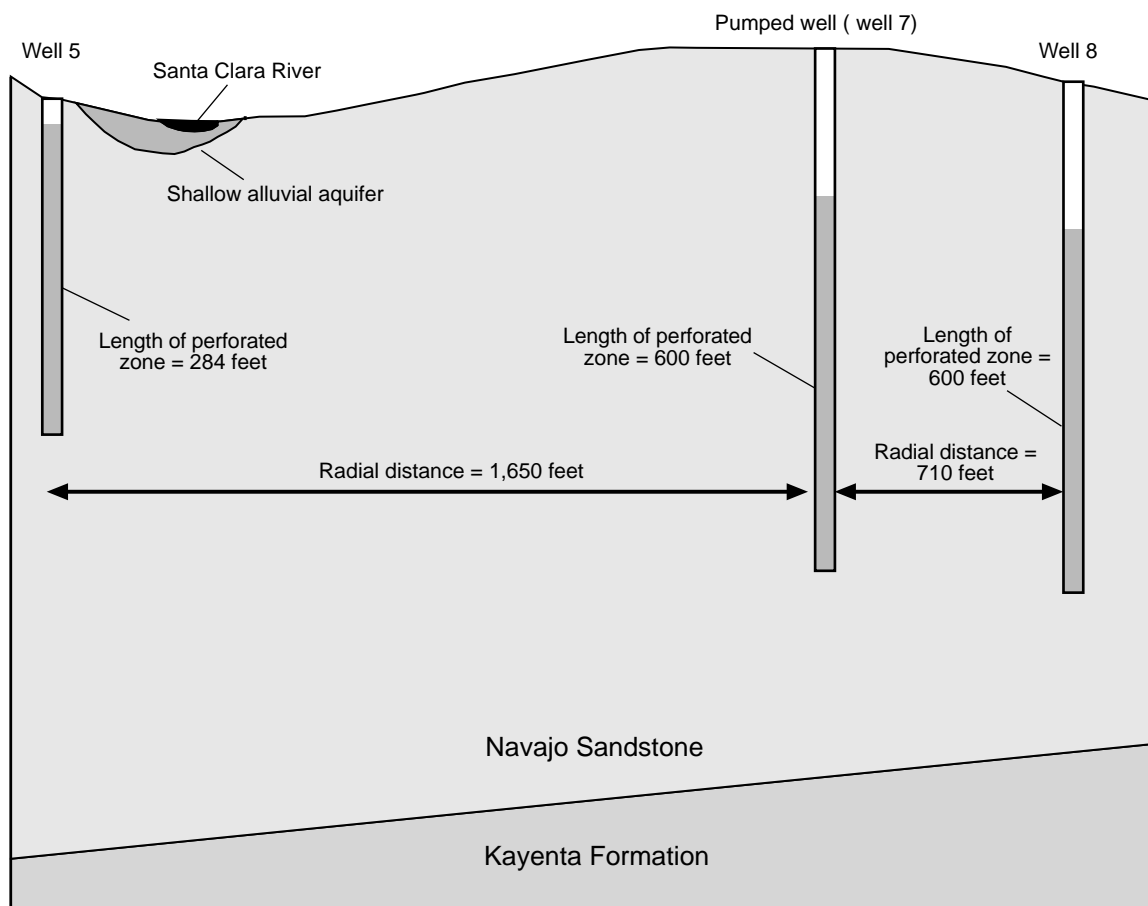 Pumped well ( well 7)
Well 5
Well 8
Santa Clara River
Shallow alluvial aquifer
Length of perforated
zone = 284 feet
Length of perforated
zone = 600 feet
Length of
perforated zone =
600 feet
Radial distance = 1,650 feet
Radial distance =
710 feet
Navajo Sandstone
Kayenta Formation